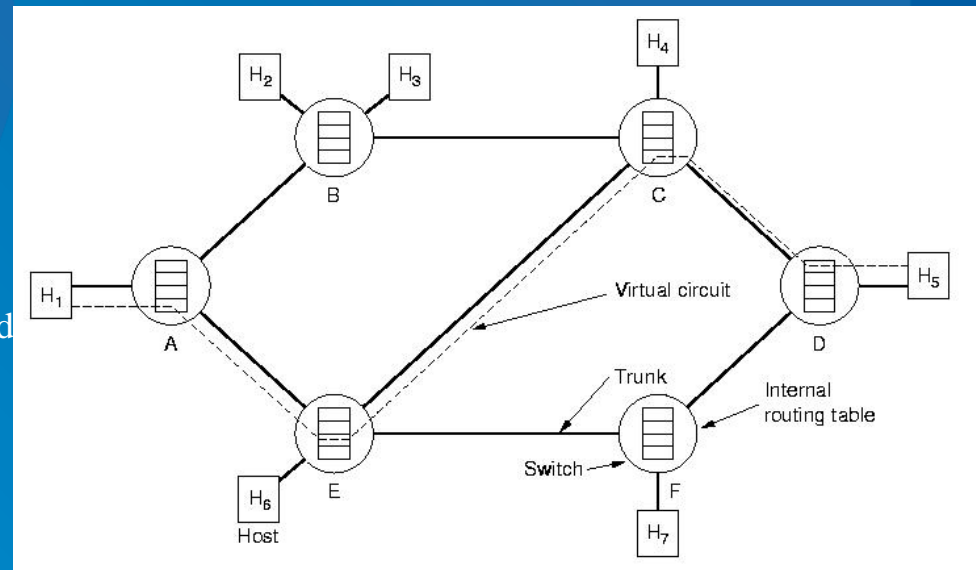 H4
H2
H3
B
C
H1
Virtual circuit
H5
d
A
D
Trunk
Internal
routing table
Switch
H6
E
F
Host
H7